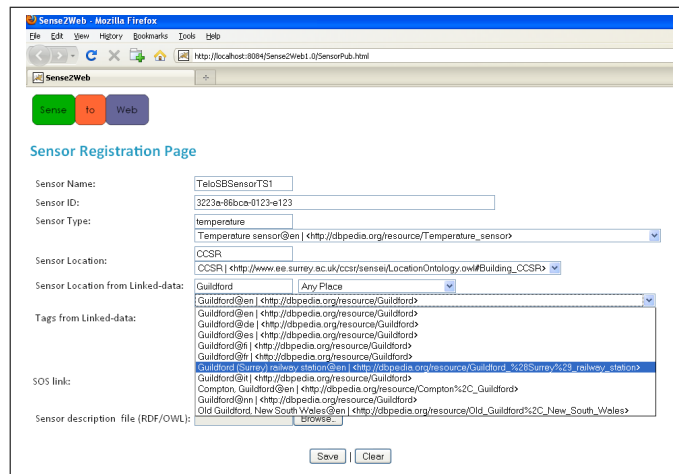 Sense2Web - Mozilla Firefox
File Edit View History Bookmarks Tools Help
http://localhost:8084/Sense2Web1.0/SensorPub.html
Sense2Web
Sense to Web
Sensor Registration Page
Sensor Name: TeloSBSensorTS1
Sensor ID: 3223a-86bca-0123-e123
Sensor Type: temperature
Temperature sensor@en | <http://dbpedia.org/resource/Temperature_sensor>
Sensor Location: CCSR
CCSR | <http://www.ee.surrey.ac.uk/ccsr/sensei/LocationOntology.owl#Building_CCSR>
Sensor Location from Linked-data: Guildford Any Place
Guildford@en | <http://dbpedia.org/resource/Guildford>
Tags from Linked-data:
Guildford@en | <http://dbpedia.org/resource/Guildford>
Guildford@de | <http://dbpedia.org/resource/Guildford>
Guildford@es | <http://dbpedia.org/resource/Guildford>
Guildford@fi | <http://dbpedia.org/resource/Guildford>
Guildford@fr | <http://dbpedia.org/resource/Guildford>
Guildford (Surrey) railway station@en | <http://dbpedia.org/resource/Guildford_%28Surrey%29_railway_station>
Guildford@it | <http://dbpedia.org/resource/Guildford>
Compton, Guildford@en | <http://dbpedia.org/resource/Compton%2C_Guildford>
Guildford@nn | <http://dbpedia.org/resource/Guildford>
Old Guildford, New South Wales@en | <http://dbpedia.org/resource/Old_Guildford%2C_New_South_Wales>
SOS link:
Sensor description file (RDF/OWL): Browse...
Save | Clear